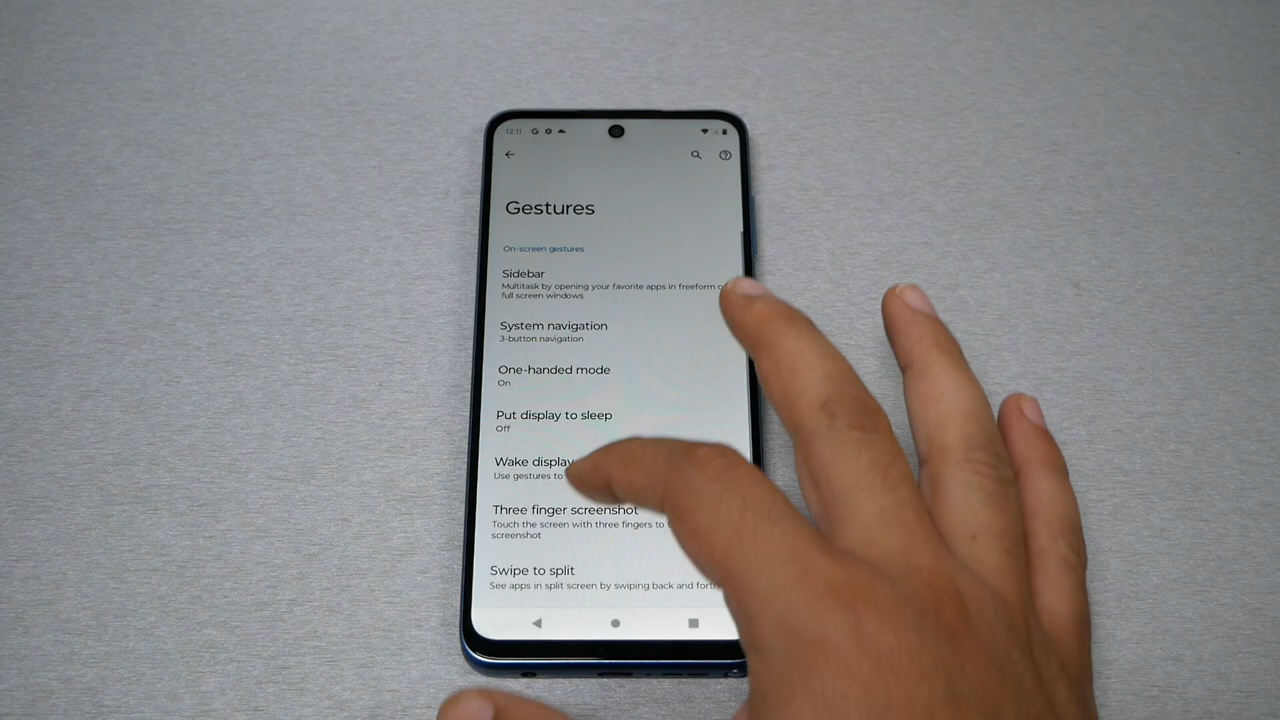 12:11
Gestures
On-screen gestures
Sidebar
Multitask by opening your favorite apps in freeform
full screen windows
System navigation
3-button navigation
One-handed mode
On
Put display to sleep
Off
Wake display
Use gestures to
Three finger screenshot
Touch the screen with three fingers to
screenshot
Swipe to split
See apps in split screen by swiping back and forth